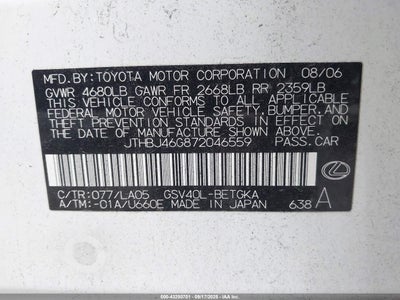 MFD.BY: TOYOTA MOTOR CORPORATION 08/06
GVWR 4680LB GAWR FR 2668LB RR 2359LB
THIS VEHICLE CONFORMS TO ALL APPLICABLE
FEDERAL MOTOR VEHICLE SAFETY, BUMPER, AND
THEFT PREVENTION STANDARDS IN EFFECT ON
THE DATE OF MANUFACTURE SHOWN ABOVE.
JTHBJ46G872046559 PASS.CAR
C/TR:077/LA05 GSV40L-BETGKA
A/TM:-01A/U660E MADE IN JAPAN 638 A